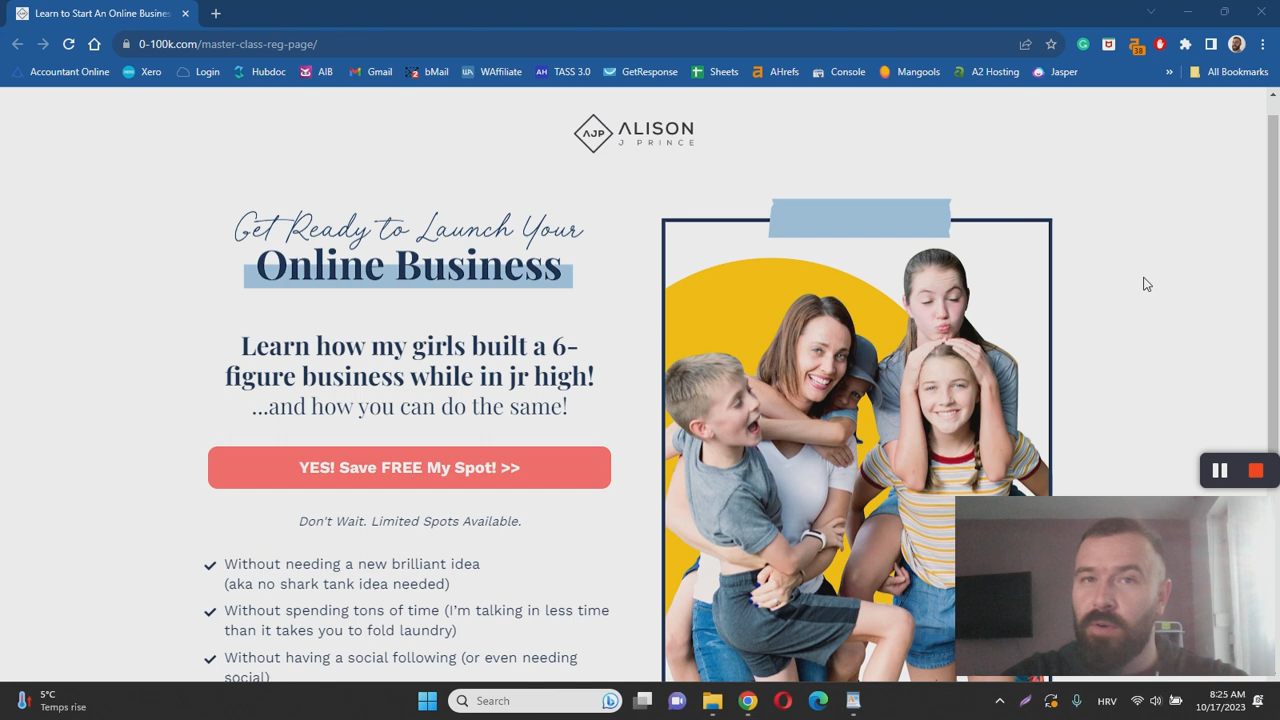 Learn to Start An Online Busines
0-100k.com/master-class-reg-page/
38
Accountant Online
Xero
Login
Hubdoc
AIB
Gmail
bMail
WAffiliate
AH
TASS 3.0
GetResponse
Sheets
AHrefs
Console
Mangools
A2 Hosting
Jasper
»
All Bookmarks
AJP
ALISON
J PRINCE
Get Ready to Launch Your
Online Business
Learn how my girls built a 6-
figure business while in jr high!
...and how you can do the same!
YES! Save FREE My Spot! >>
Don't Wait. Limited Spots Available.
Without needing a new brilliant idea
(aka no shark tank idea needed)
Without spending tons of time (I'm talking in less time
than it takes you to fold laundry)
Without having a social following (or even needing
social)
5°C
Temps rise
Search
HRV
8:25 AM
10/17/2023